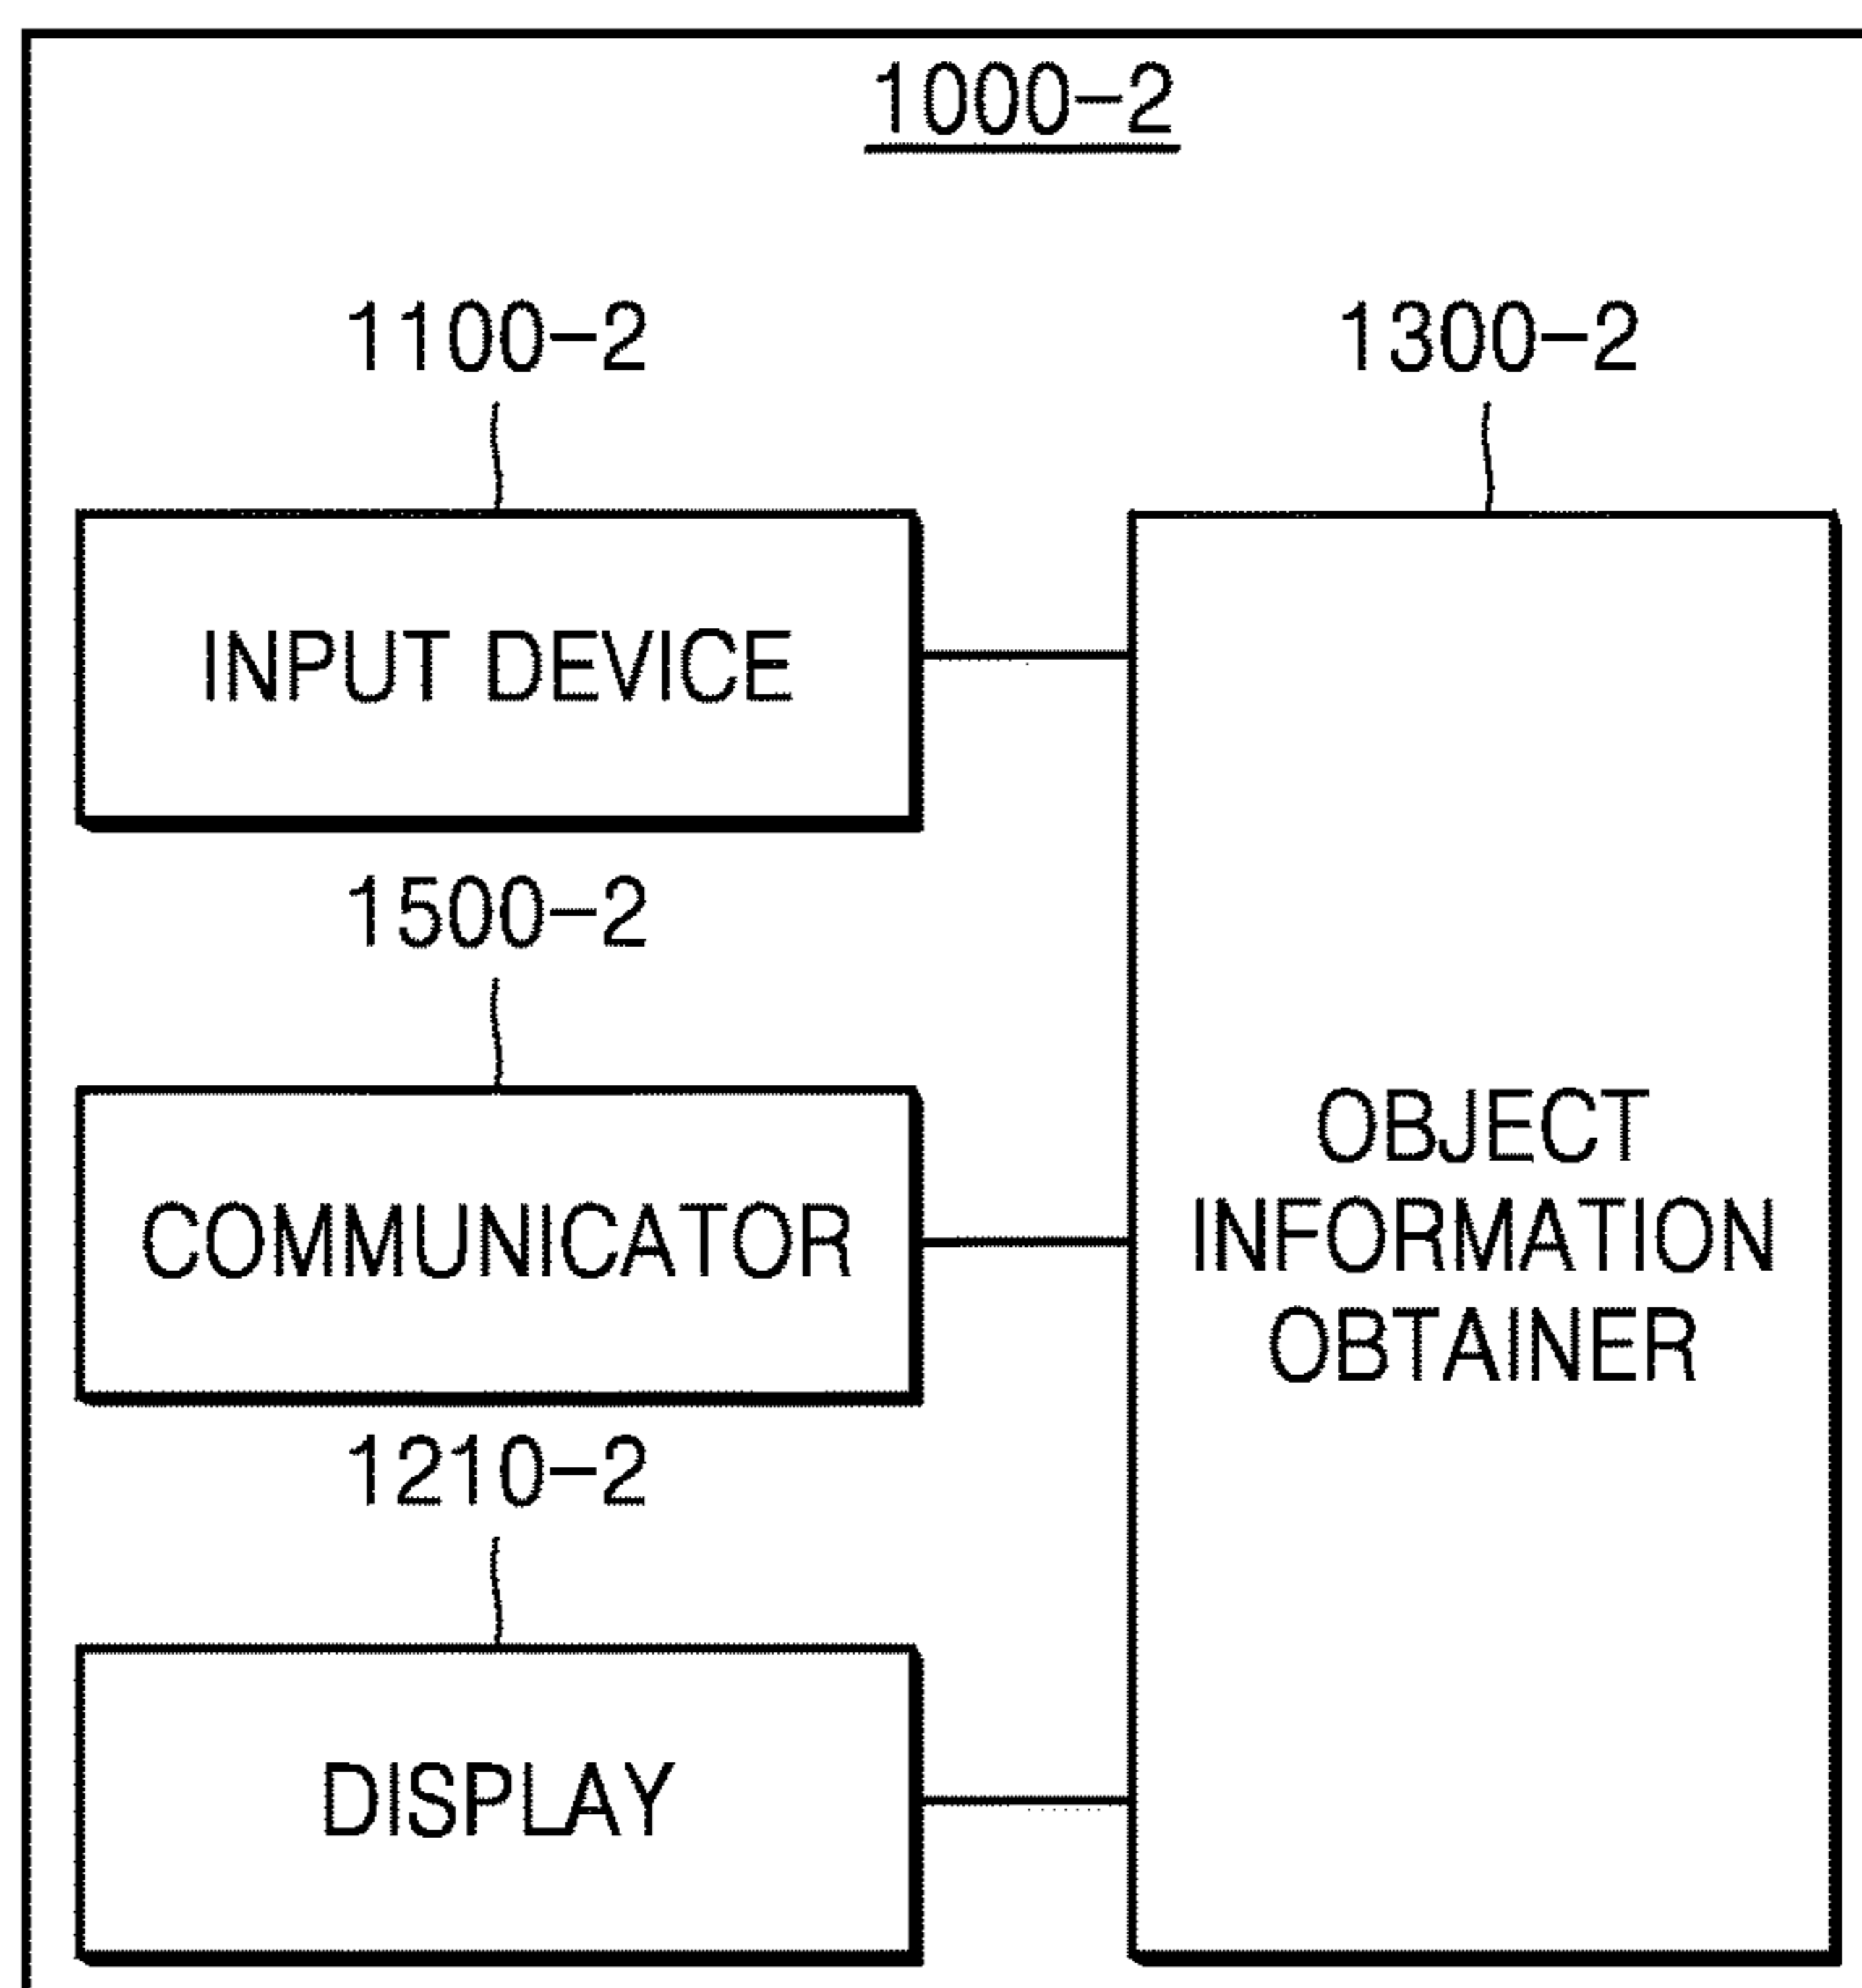 1000-2
1100-2
INPUT DEVICE
1500-2
COMMUNICATOR
1210-2
DISPLAY
1300-2
OBJECT
INFORMATION
OBTAINER